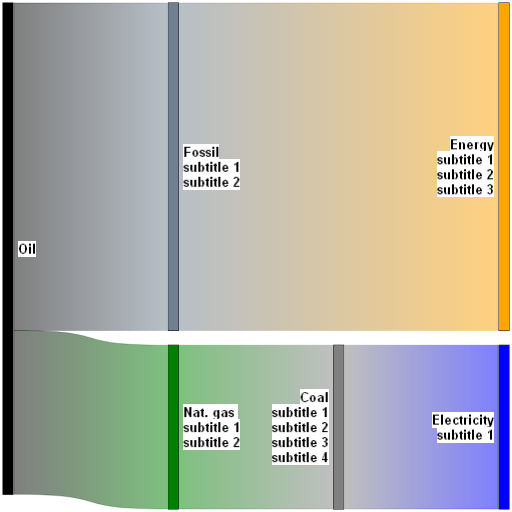 Oil
Fossil
subtitle 1
subtitle 2
Energy
subtitle 1
subtitle 2
subtitle 3
Nat. gas
subtitle 1
subtitle 2
Coal
subtitle 1
subtitle 2
subtitle 3
subtitle 4
Electricity
subtitle 1